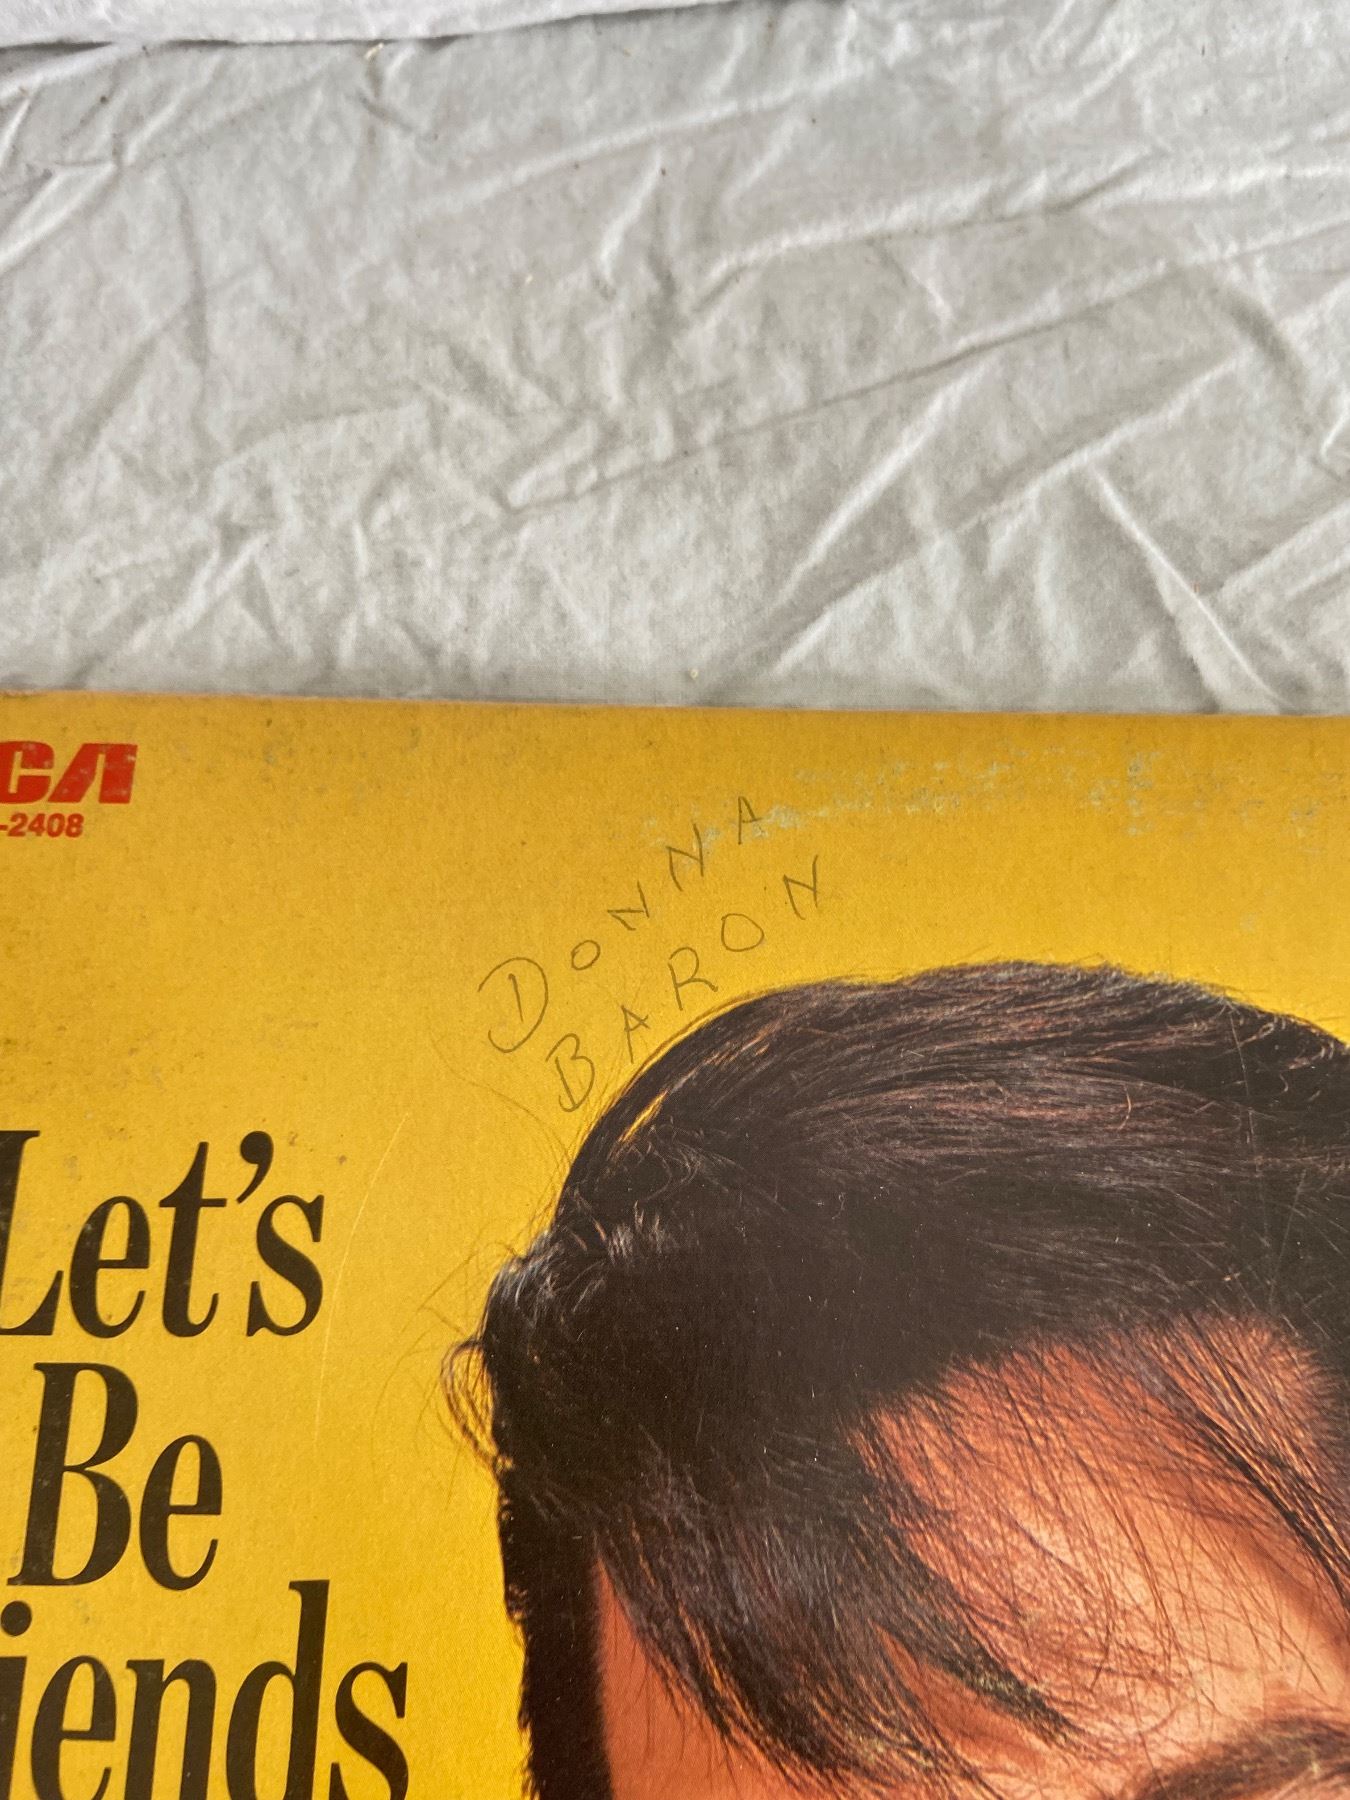 CA
-2408
DONNA
BARON
Let's
Be
iends